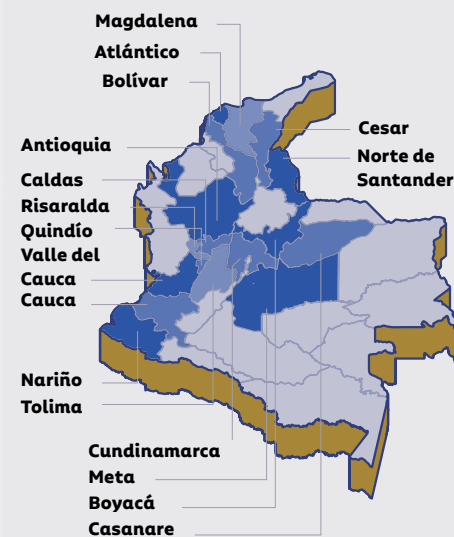 Magdalena
Atlántico
Bolívar
Antioquia
Caldas
Risaralda
Quindío
Valle del
Cauca
Cauca
Nariño
Tolima
Cundinamarca
Meta
Boyacá
Casanare
Cesar
Norte de
Santander